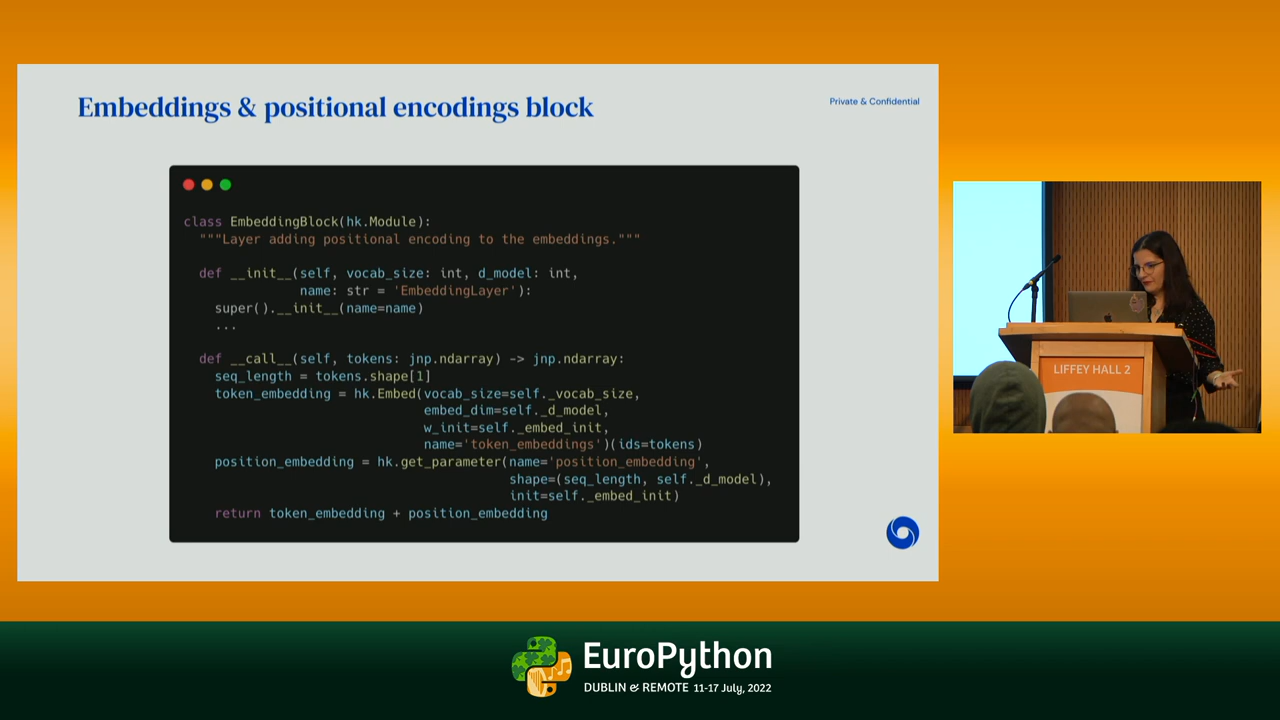 Embeddings & positional encodings block
Private & Confidential
class EmbeddingBlock(hk.Module):
"""Layer adding positional encoding to the embeddings."""
def __init__(self, vocab_size: int, d_model: int,
name: str = 'EmbeddingLayer'):
super().__init__(name=name)
...
def __call__(self, tokens: jnp.ndarray) -> jnp.ndarray:
seq_length = tokens.shape[1]
token_embedding = hk.Embed(vocab_size=self._vocab_size,
embed_dim=self._d_model,
w_init=self._embed_init,
name='token_embeddings')(ids=tokens)
position_embedding = hk.get_parameter(name='position_embedding',
shape=(seq_length, self._d_model),
init=self._embed_init)
return token_embedding + position_embedding
LIFFEY HALL 2
EuroPython
DUBLIN & REMOTE 11-17 July, 2022